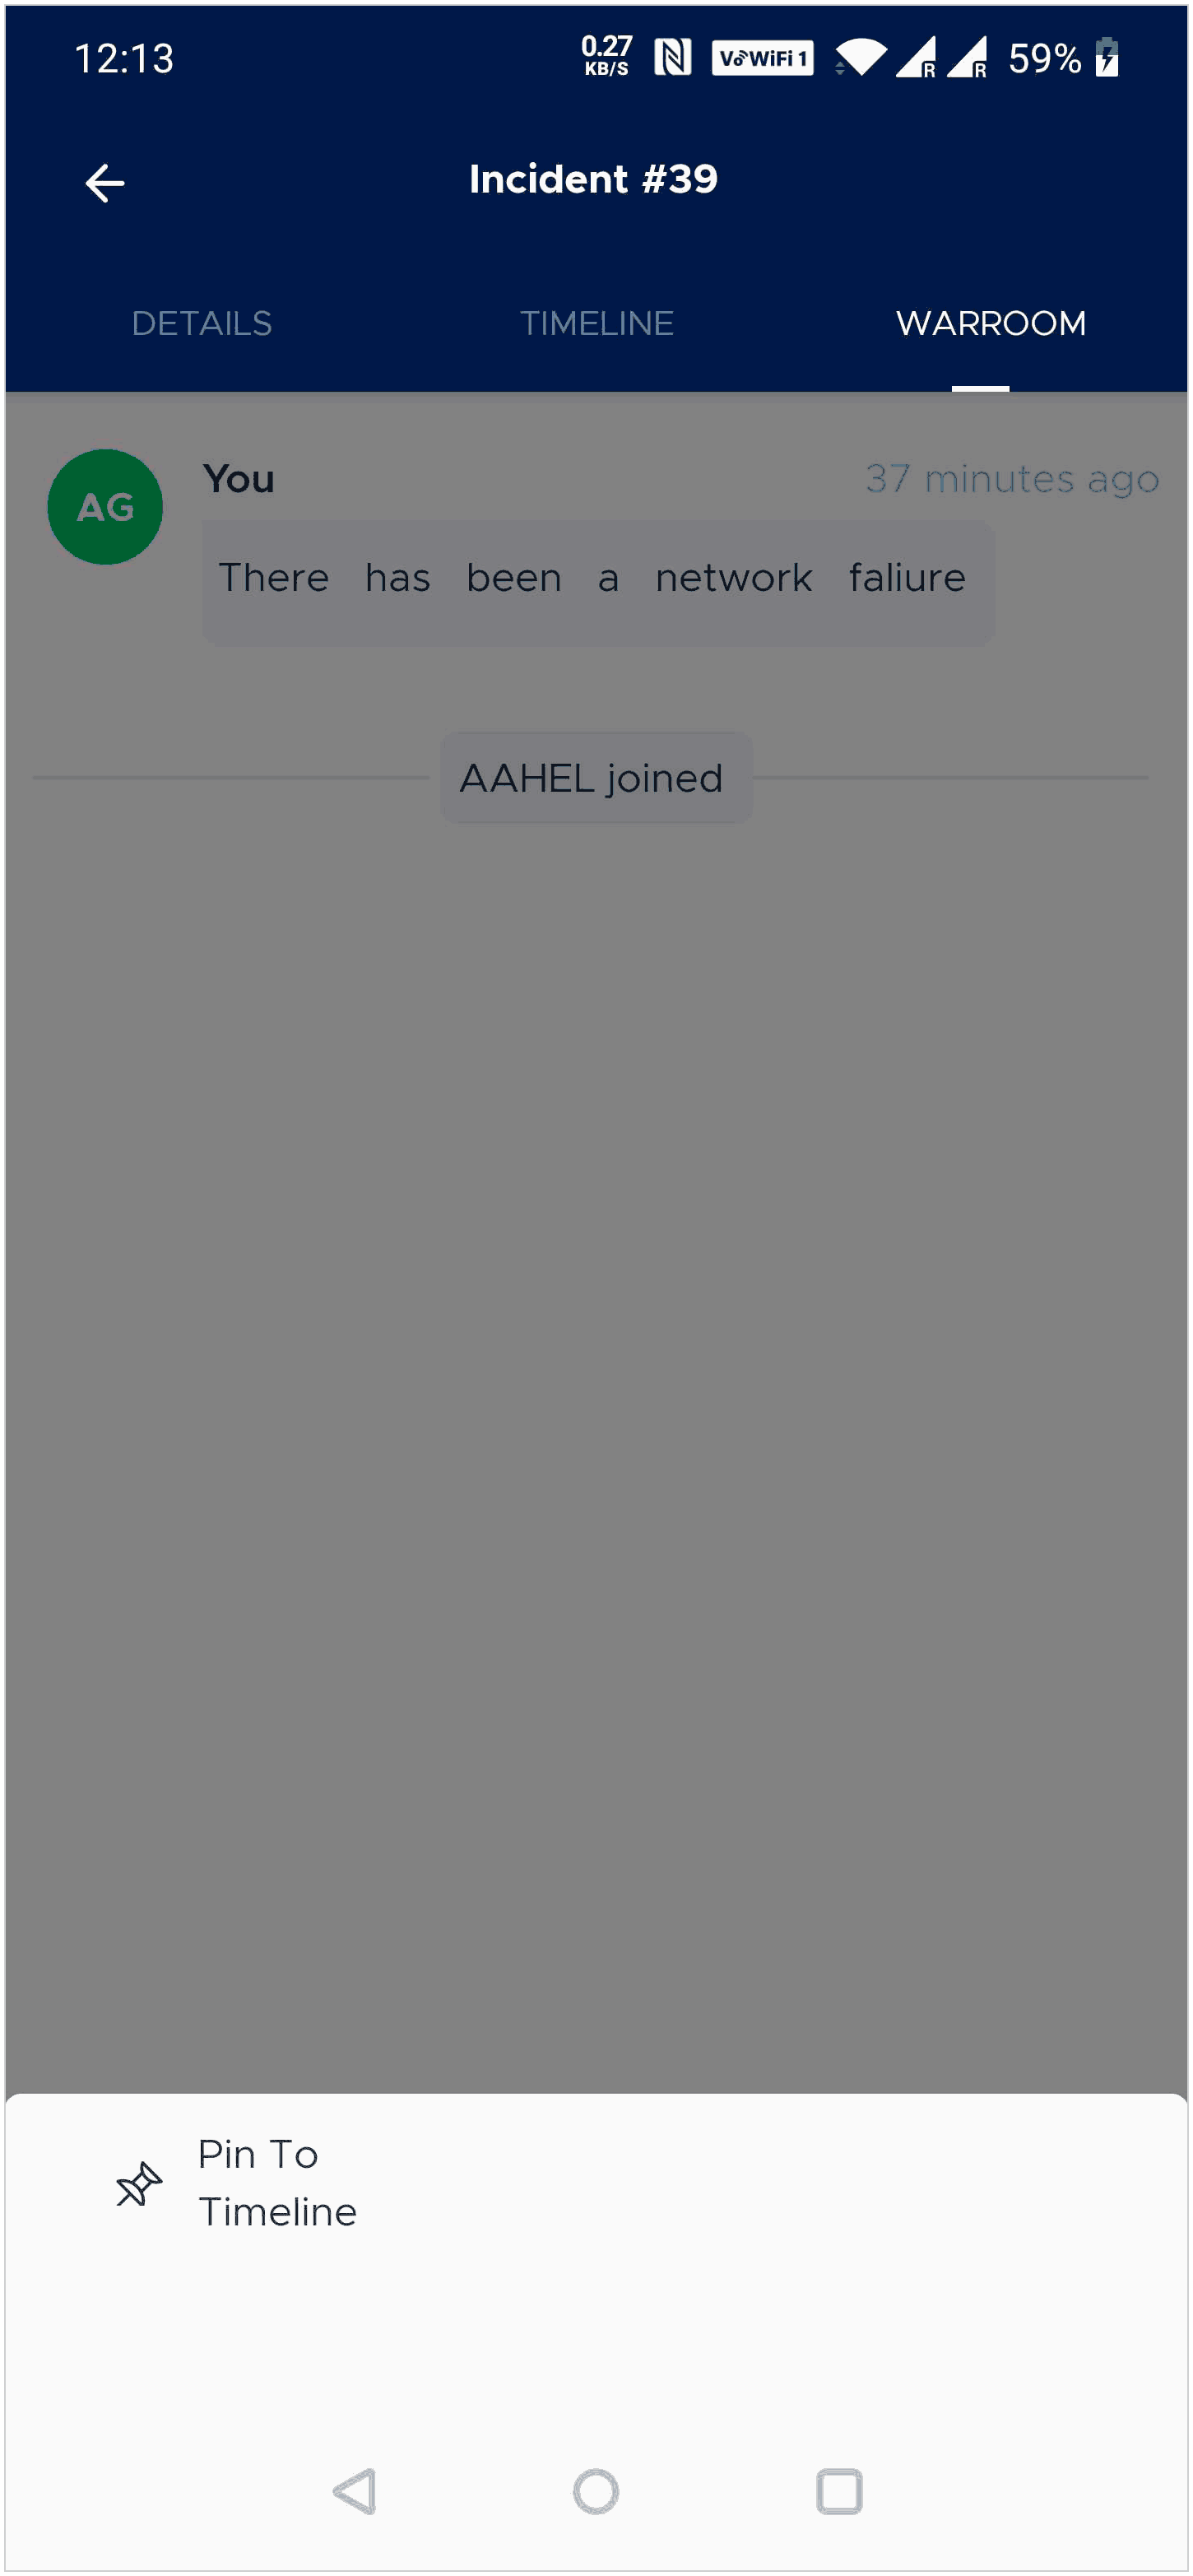 12:13 0.27 KB/S N VoWiFi 1 R R 59%
Incident #39
DETAILS TIMELINE WARROOM
AG You 37 minutes ago
There has been a network faliure
AAHEL joined
Pin To
Timeline